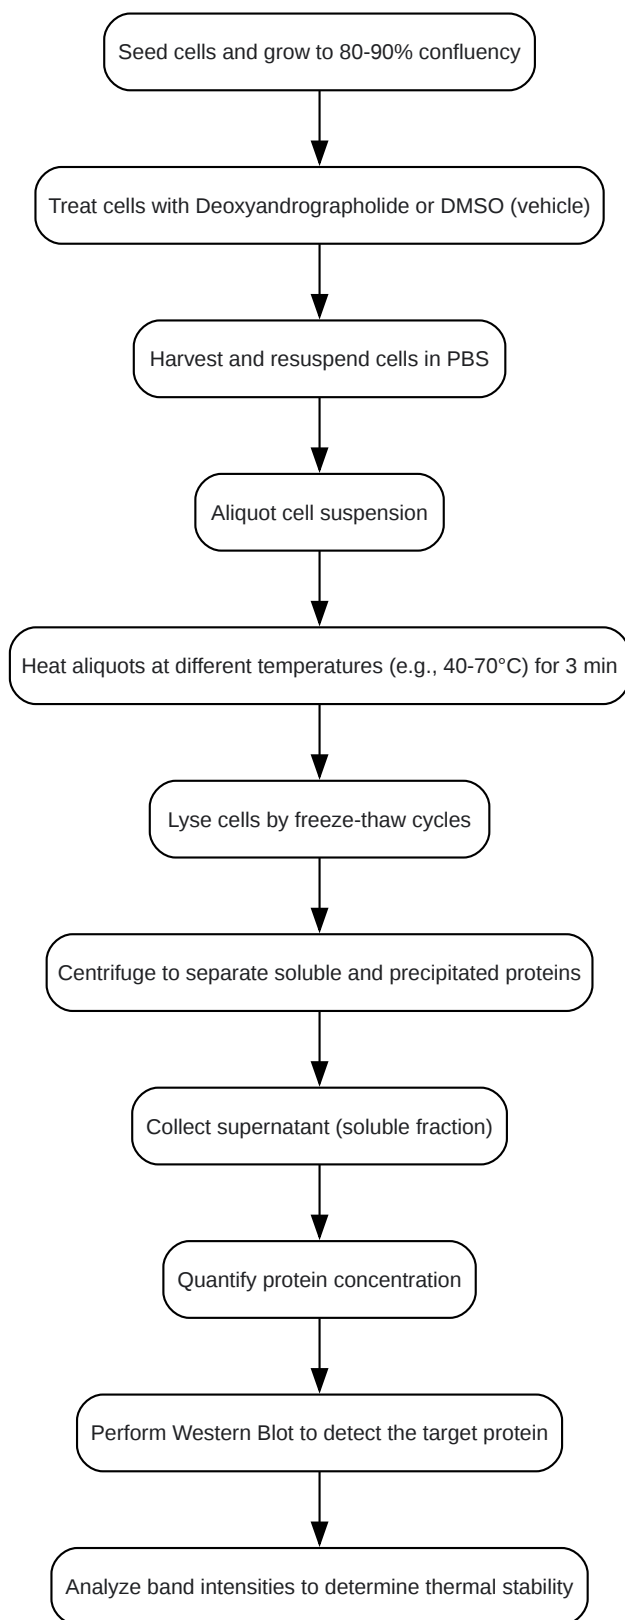 Seed cells and grow to 80-90% confluency
Treat cells with Deoxyandrographolide or DMSO (vehicle)
Harvest and resuspend cells in PBS
Aliquot cell suspension
Heat aliquots at different temperatures (e.g., 40-70°C) for 3 min
Lyse cells by freeze-thaw cycles
Centrifuge to separate soluble and precipitated proteins
Collect supernatant (soluble fraction)
Quantify protein concentration
Perform Western Blot to detect the target protein
Analyze band intensities to determine thermal stability